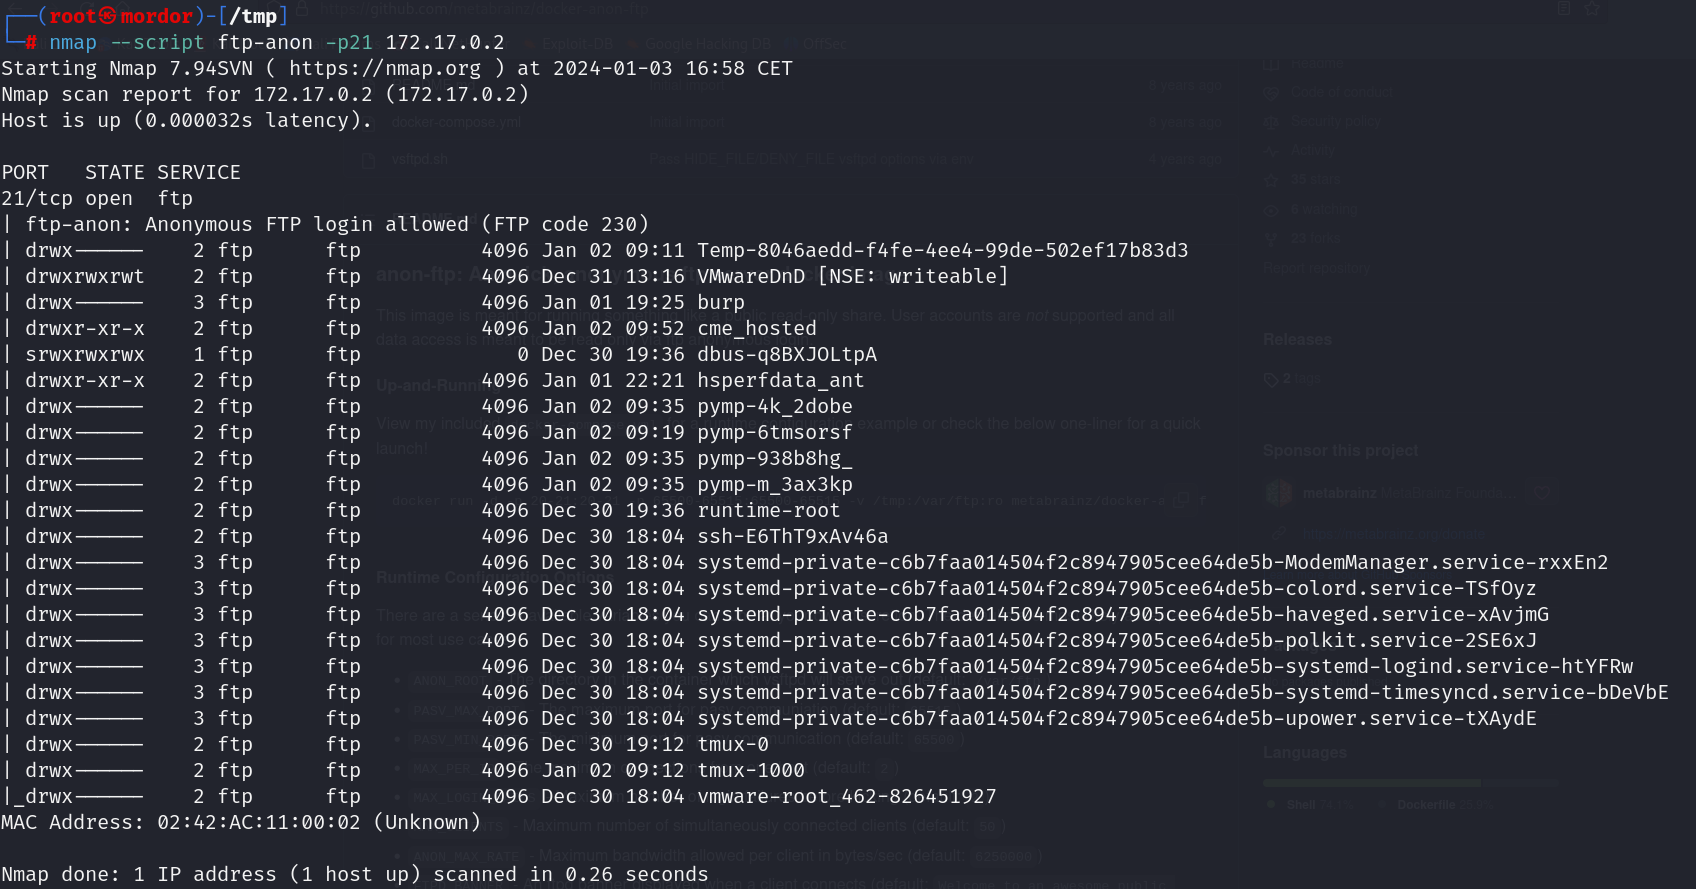 ┌──(root㉿mordor)-[/tmp]
└─# nmap --script ftp-anon -p21 172.17.0.2
Starting Nmap 7.94SVN ( https://nmap.org ) at 2024-01-03 16:58 CET
Nmap scan report for 172.17.0.2 (172.17.0.2)
Host is up (0.000032s latency).
PORT   STATE SERVICE
21/tcp open  ftp
| ftp-anon: Anonymous FTP login allowed (FTP code 230)
| drwx------    2 ftp      ftp          4096 Jan 02 09:11 Temp-8046aedd-f4fe-4ee4-99de-502ef17b83d3
| drwxrwxrwt    2 ftp      ftp          4096 Dec 31 13:16 VMwareDnD [NSE: writeable]
| drwx------    3 ftp      ftp          4096 Jan 01 19:25 burp
| drwxr-xr-x    2 ftp      ftp          4096 Jan 02 09:52 cme_hosted
| srwxrwxrwx    1 ftp      ftp             0 Dec 30 19:36 dbus-q8BXJOLtpA
| drwxr-xr-x    2 ftp      ftp          4096 Jan 01 22:21 hsperfdata_ant
| drwx------    2 ftp      ftp          4096 Jan 02 09:35 pymp-4k_2dobe
| drwx------    2 ftp      ftp          4096 Jan 02 09:19 pymp-6tmsorsf
| drwx------    2 ftp      ftp          4096 Jan 02 09:35 pymp-938b8hg_
| drwx------    2 ftp      ftp          4096 Jan 02 09:35 pymp-m_3ax3kp
| drwx------    2 ftp      ftp          4096 Dec 30 19:36 runtime-root
| drwx------    2 ftp      ftp          4096 Dec 30 18:04 ssh-E6ThT9xAv46a
| drwx------    3 ftp      ftp          4096 Dec 30 18:04 systemd-private-c6b7faa014504f2c8947905cee64de5b-ModemManager.service-rxxEn2
| drwx------    3 ftp      ftp          4096 Dec 30 18:04 systemd-private-c6b7faa014504f2c8947905cee64de5b-colord.service-TSfOyz
| drwx------    3 ftp      ftp          4096 Dec 30 18:04 systemd-private-c6b7faa014504f2c8947905cee64de5b-haveged.service-xAvjmG
| drwx------    3 ftp      ftp          4096 Dec 30 18:04 systemd-private-c6b7faa014504f2c8947905cee64de5b-polkit.service-2SE6xJ
| drwx------    3 ftp      ftp          4096 Dec 30 18:04 systemd-private-c6b7faa014504f2c8947905cee64de5b-systemd-logind.service-htYFRw
| drwx------    3 ftp      ftp          4096 Dec 30 18:04 systemd-private-c6b7faa014504f2c8947905cee64de5b-systemd-timesyncd.service-bDeVbE
| drwx------    3 ftp      ftp          4096 Dec 30 18:04 systemd-private-c6b7faa014504f2c8947905cee64de5b-upower.service-tXAydE
| drwx------    2 ftp      ftp          4096 Dec 30 19:12 tmux-0
| drwx------    2 ftp      ftp          4096 Jan 02 09:12 tmux-1000
|_drwx------    2 ftp      ftp          4096 Dec 30 18:04 vmware-root_462-826451927
MAC Address: 02:42:AC:11:00:02 (Unknown)
Nmap done: 1 IP address (1 host up) scanned in 0.26 seconds